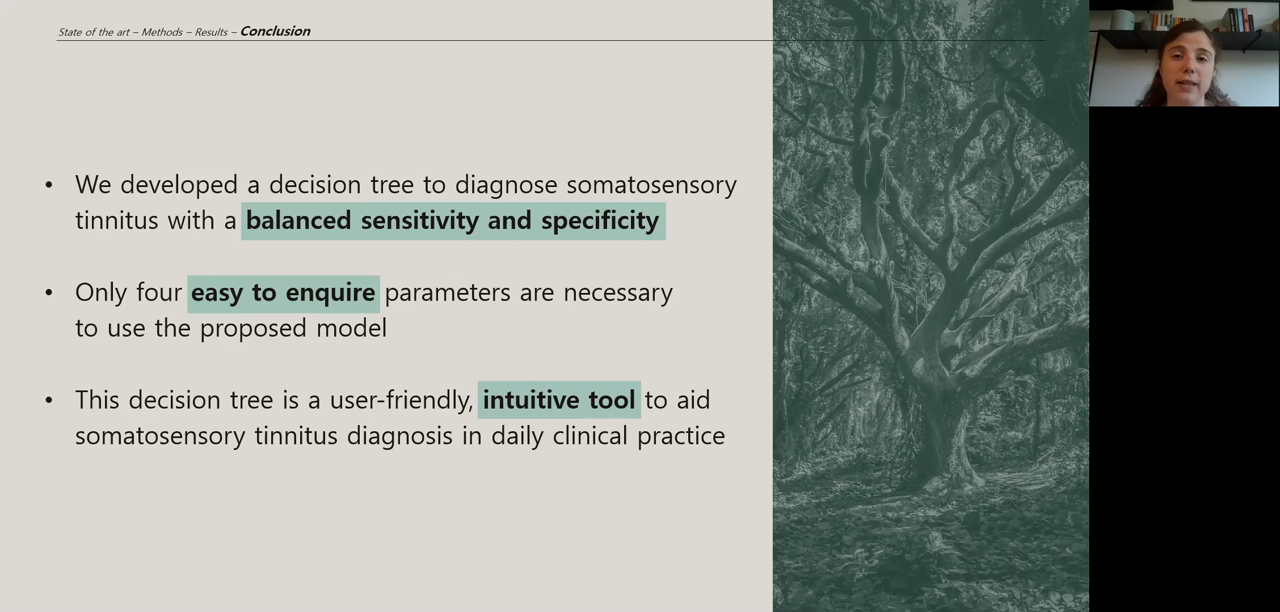 State of the art – Methods – Results – Conclusion
• We developed a decision tree to diagnose somatosensory
tinnitus with a balanced sensitivity and specificity
• Only four easy to enquire parameters are necessary
to use the proposed model
• This decision tree is a user-friendly, intuitive tool to aid
somatosensory tinnitus diagnosis in daily clinical practice